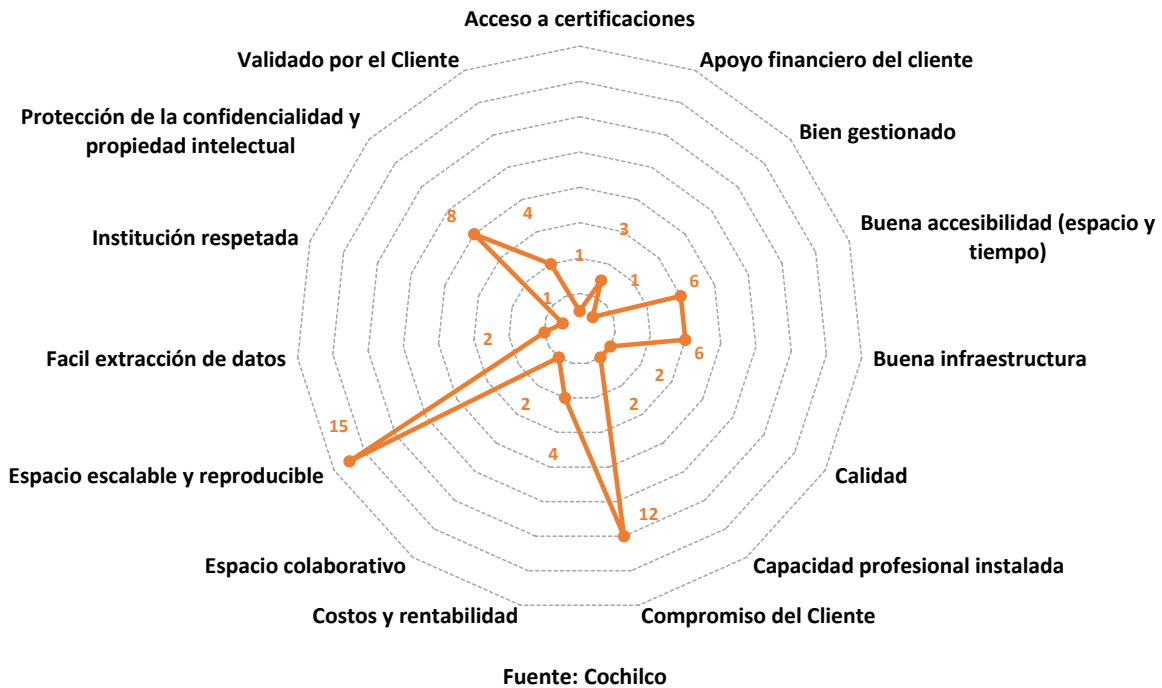 Acceso a certificaciones
Validado por el Cliente
Apoyo financiero del cliente
Protección de la confidencialidad y
propiedad intelectual
Bien gestionado
Institución respetada
Buena accesibilidad (espacio y
tiempo)
Facil extracción de datos
Buena infraestructura
Espacio escalable y reproducible
Calidad
Espacio colaborativo
Capacidad profesional instalada
Costos y rentabilidad
Compromiso del Cliente
1
3
1
6
6
2
2
12
4
2
15
2
1
8
4
Fuente: Cochilco